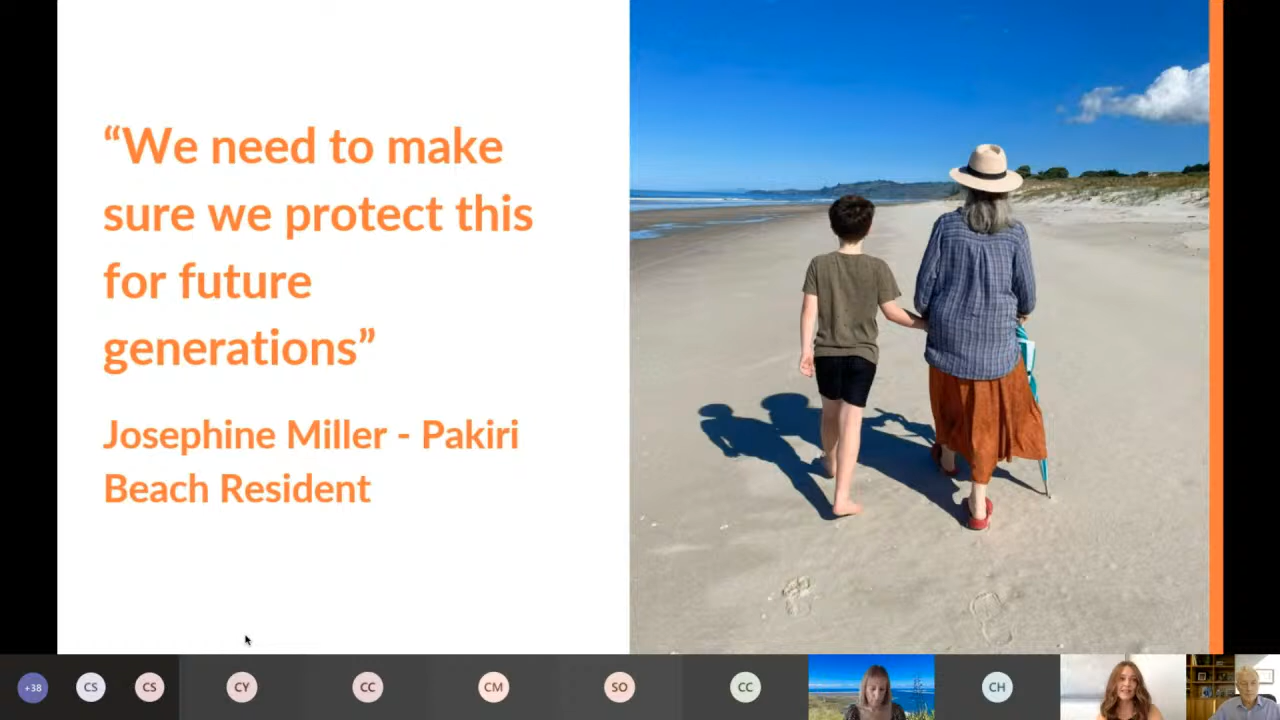 “We need to make
sure we protect this
for future
generations”
Josephine Miller - Pakiri
Beach Resident
+38 CS CS CY CC CM SO CC CH